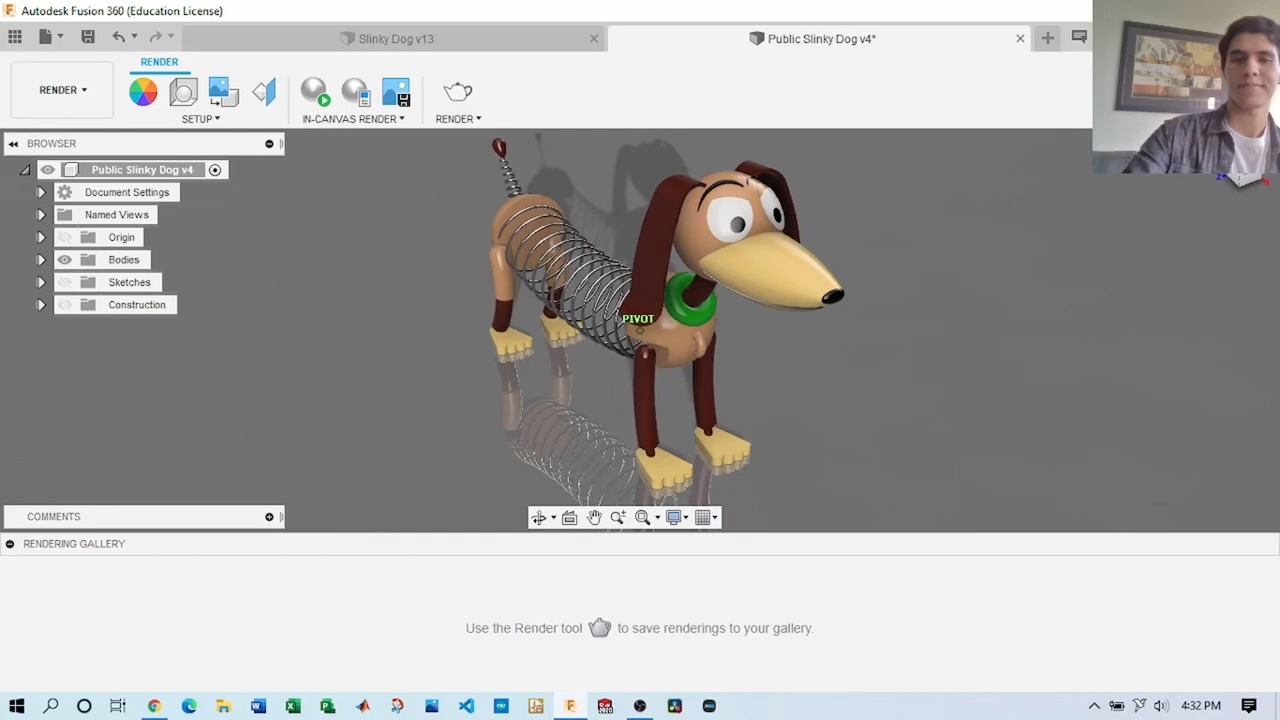 Autodesk Fusion 360 (Education License)
Slinky Dog v13
Public Slinky Dog v4*
RENDER
RENDER
SETUP
IN-CANVAS RENDER
RENDER
BROWSER
Public Slinky Dog v4
Document Settings
Named Views
Origin
Bodies
Sketches
Construction
PIVOT
COMMENTS
RENDERING GALLERY
Use the Render tool to save renderings to your gallery.
4:32 PM